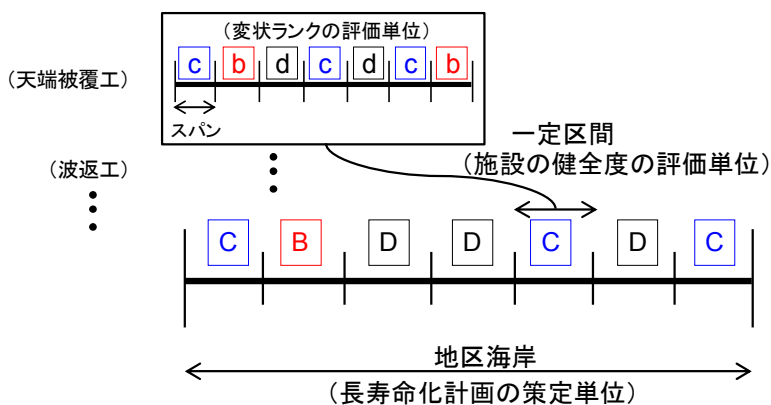 (変状ランクの評価単位)
c b d c d c b
(天端被覆工)
スパン
一定区間
(施設の健全度の評価単位)
(波返工)
C B D D C D C
地区海岸
(長寿命化計画の策定単位)